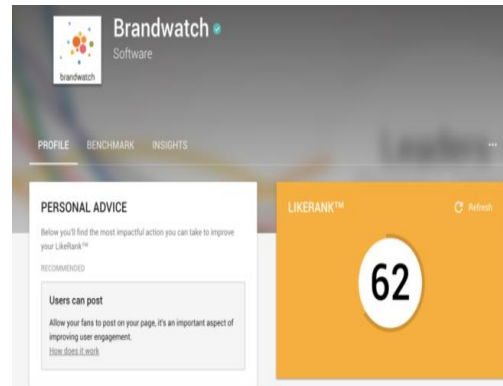 Brandwatch
Software
brandwatch
PROFILE BENCHMARK INSIGHTS
Leaders
PERSONAL ADVICE
Below you'll find the most impactful action you can take to improve
your LikeRank™
RECOMMENDED
Users can post
Allow your fans to post on your page, it's an important aspect of
improving user engagement.
How does it work
LIKERANK™
Refresh
62